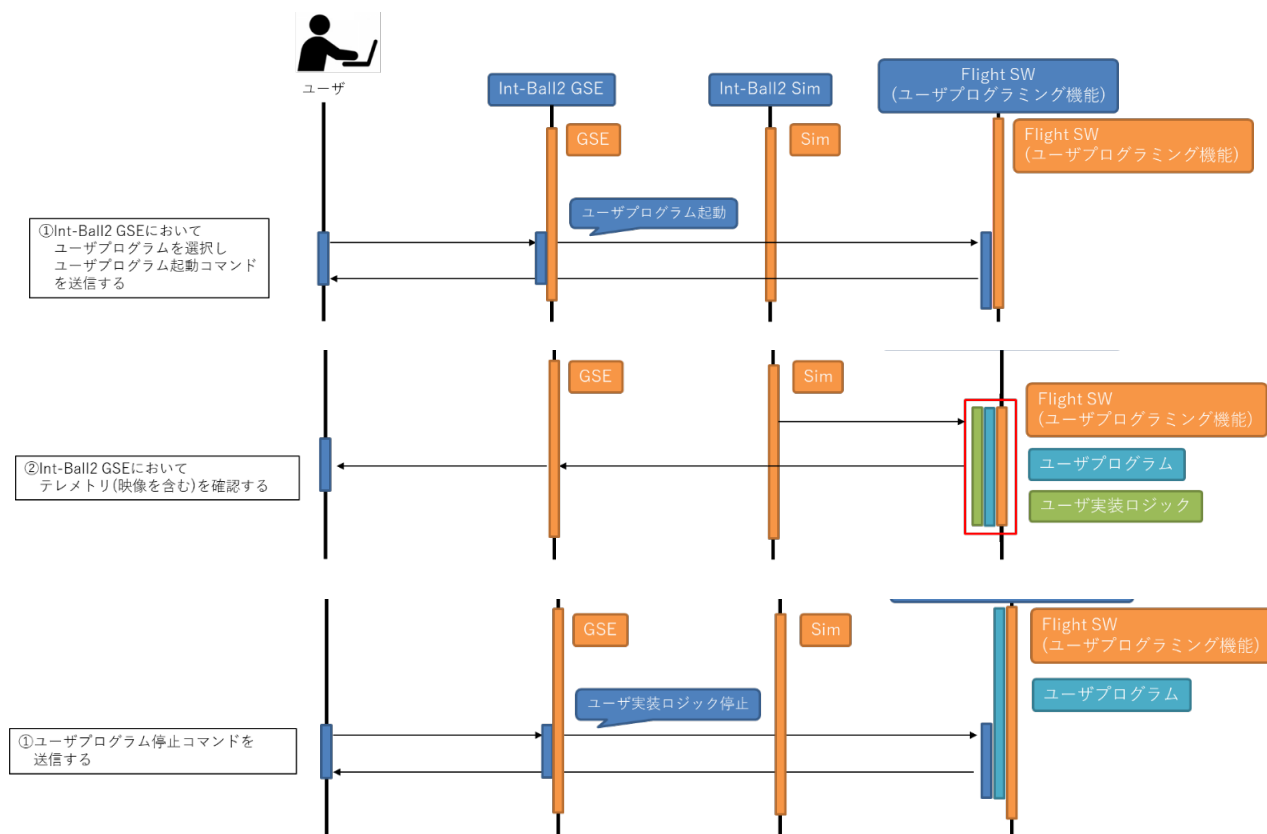 ユーザ
Int-Ball2 GSE
Int-Ball2 Sim
Flight SW
(ユーザプログラミング機能)
GSE
Sim
Flight SW
(ユーザプログラミング機能)
ユーザプログラム起動
①Int-Ball2 GSEにおいて
ユーザプログラムを選択し
ユーザプログラム起動コマンド
を送信する
GSE
Sim
Flight SW
(ユーザプログラミング機能)
ユーザプログラム
ユーザ実装ロジック
②Int-Ball2 GSEにおいて
テレメトリ(映像を含む)を確認する
GSE
Sim
Flight SW
(ユーザプログラミング機能)
ユーザプログラム
ユーザ実装ロジック停止
①ユーザプログラム停止コマンドを
送信する